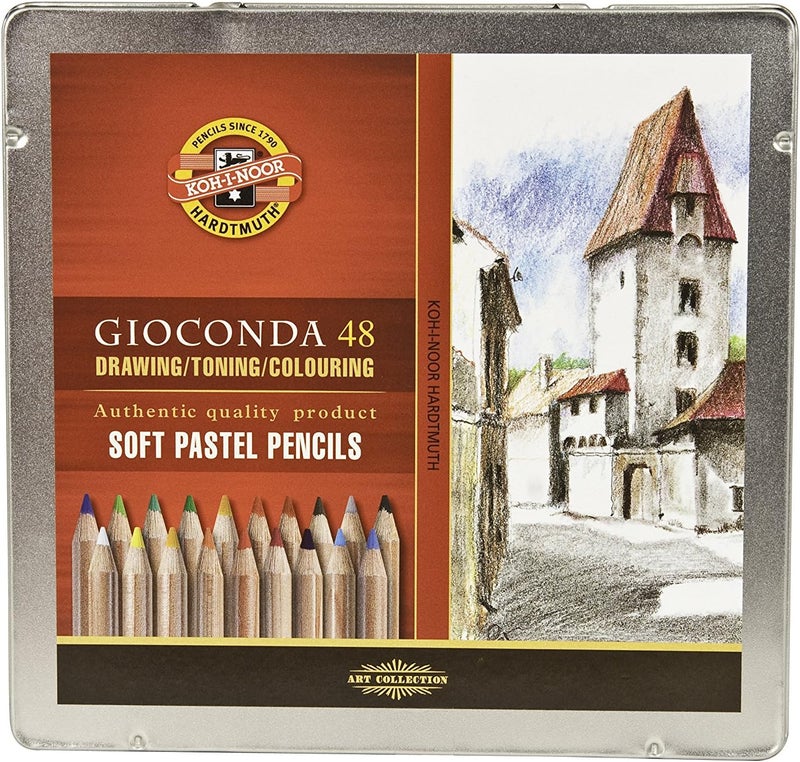 PENCILS SINCE 1790
KOH-I-NOOR
HARDTMUTH®
GIOCONDA 48
DRAWING/TONING/COLOURING
Authentic quality product
SOFT PASTEL PENCILS
KOH-I-NOOR HARDTMUTH
ART COLLECTION